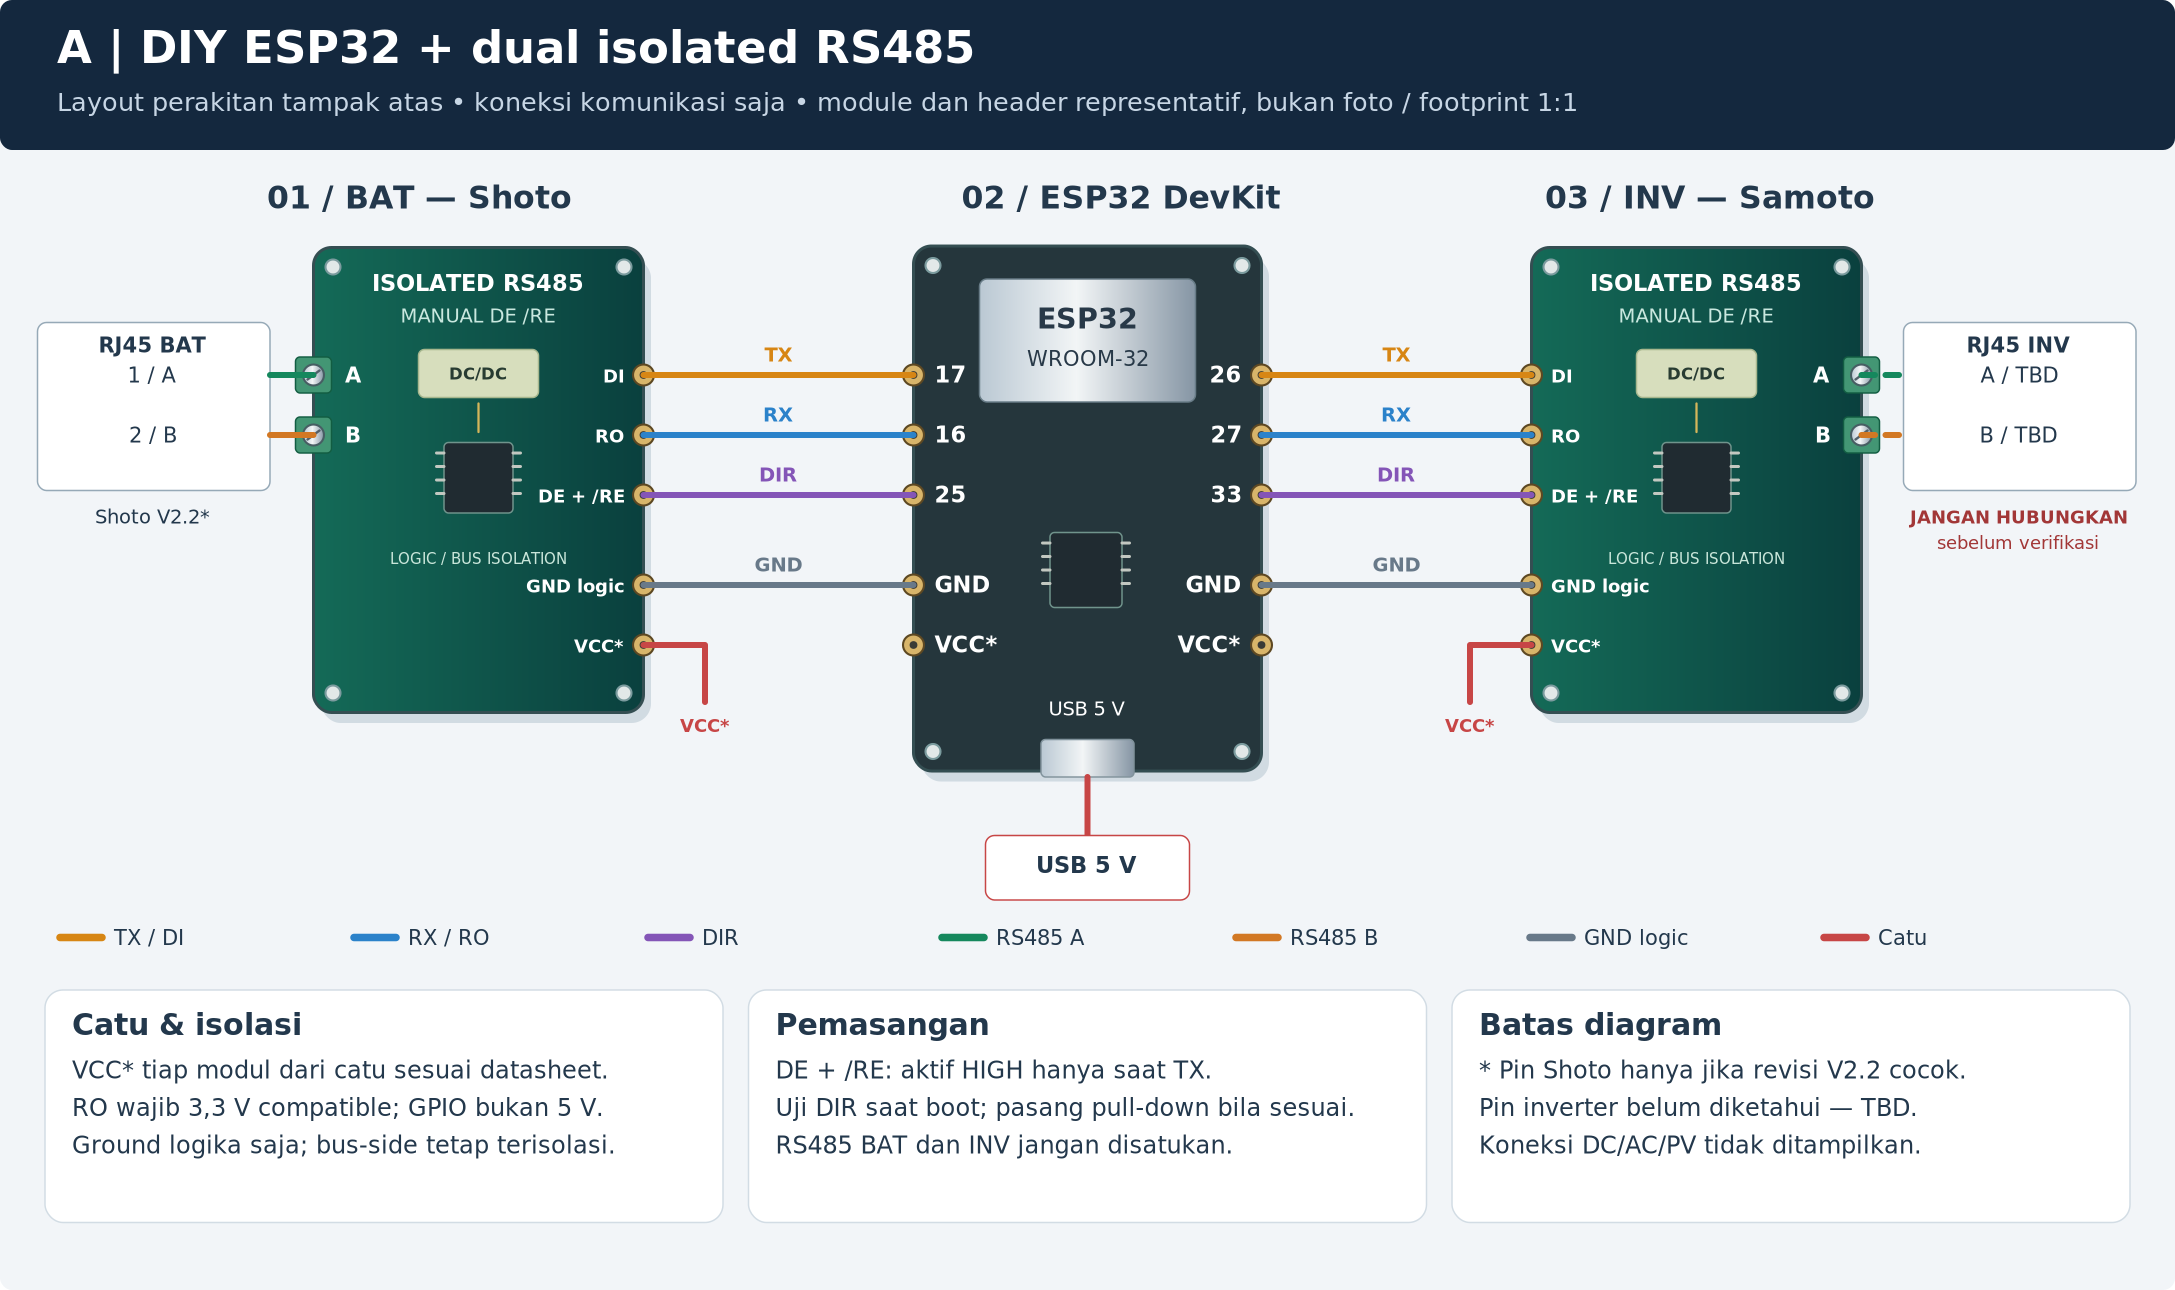 A | DIY ESP32 + dual isolated RS485
Layout perakitan tampak atas • koneksi komunikasi saja • module dan header representatif, bukan foto / footprint 1:1
01 / BAT — Shoto
02 / ESP32 DevKit
03 / INV — Samoto
RJ45 BAT
1 / A
2 / B
Shoto V2.2*
ISOLATED RS485
MANUAL DE /RE
DC/DC
A
B
DI
RO
DE + /RE
LOGIC / BUS ISOLATION
GND logic
VCC*
VCC*
TX
RX
DIR
GND
ESP32
WROOM-32
17
16
25
GND
VCC*
26
27
33
GND
VCC*
USB 5 V
USB 5 V
TX
RX
DIR
GND
VCC*
ISOLATED RS485
MANUAL DE /RE
DC/DC
DI
RO
DE + /RE
LOGIC / BUS ISOLATION
GND logic
VCC*
A
B
RJ45 INV
A / TBD
B / TBD
JANGAN HUBUNGKAN
sebelum verifikasi
TX / DI
RX / RO
DIR
RS485 A
RS485 B
GND logic
Catu
Catu & isolasi
VCC* tiap modul dari catu sesuai datasheet.
RO wajib 3,3 V compatible; GPIO bukan 5 V.
Ground logika saja; bus-side tetap terisolasi.
Pemasangan
DE + /RE: aktif HIGH hanya saat TX.
Uji DIR saat boot; pasang pull-down bila sesuai.
RS485 BAT dan INV jangan disatukan.
Batas diagram
* Pin Shoto hanya jika revisi V2.2 cocok.
Pin inverter belum diketahui — TBD.
Koneksi DC/AC/PV tidak ditampilkan.